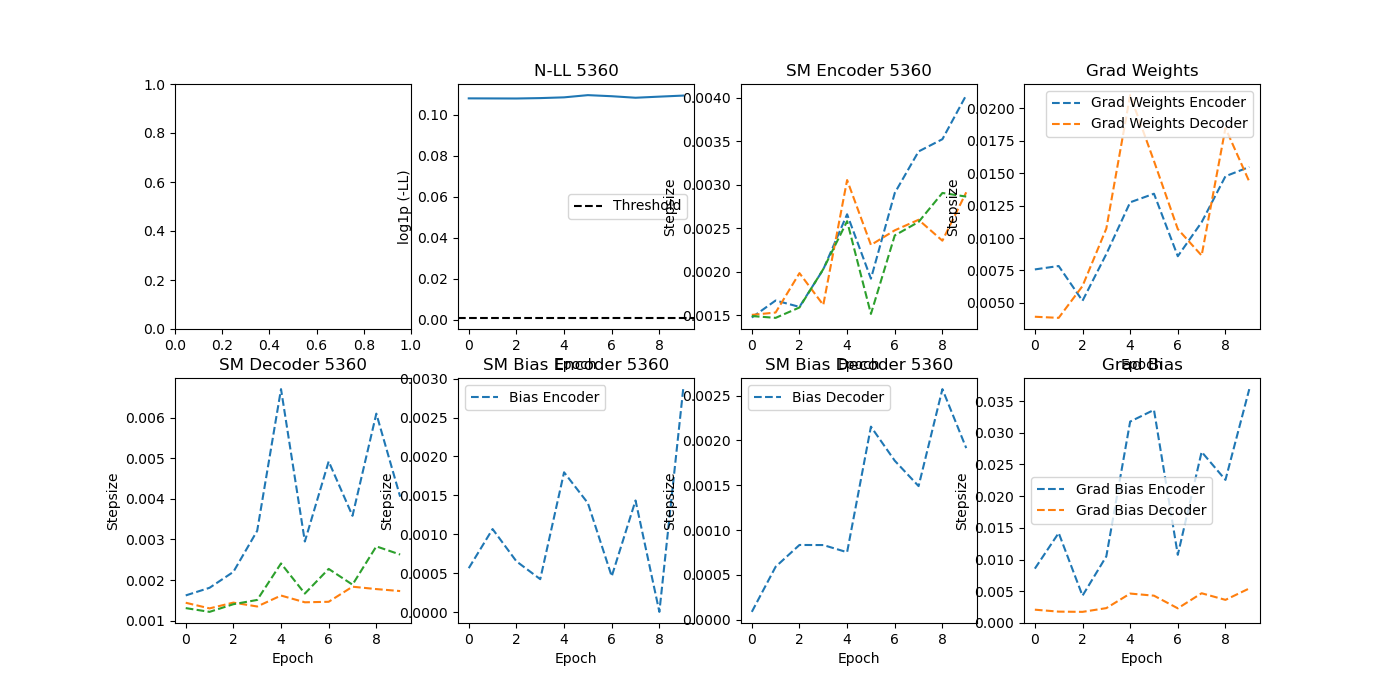 1.0
0.8
0.6
0.4
0.2
0.0
0.0 0.2 0.4 0.6 0.8 1.0
N-LL 5360
log1p (-LL)
0.10
0.08
0.06
0.04
0.02
0.00
Threshold
0 2 4 6 8
Epoch
SM Encoder 5360
Stepsize
0.0040
0.0035
0.0030
0.0025
0.0020
0.0015
0 2 4 6 8
Epoch
Grad Weights
Stepsize
0.0200
0.0175
0.0150
0.0125
0.0100
0.0075
0.0050
Grad Weights Encoder
Grad Weights Decoder
0 2 4 6 8
Epoch
SM Decoder 5360
Stepsize
0.006
0.005
0.004
0.003
0.002
0.001
0 2 4 6 8
Epoch
SM Bias Encoder 5360
Stepsize
0.0030
0.0025
0.0020
0.0015
0.0010
0.0005
0.0000
Bias Encoder
0 2 4 6 8
Epoch
SM Bias Decoder 5360
Stepsize
0.0025
0.0020
0.0015
0.0010
0.0005
0.0000
Bias Decoder
0 2 4 6 8
Epoch
Grad Bias
Stepsize
0.035
0.030
0.025
0.020
0.015
0.010
0.005
0.000
Grad Bias Encoder
Grad Bias Decoder
0 2 4 6 8
Epoch